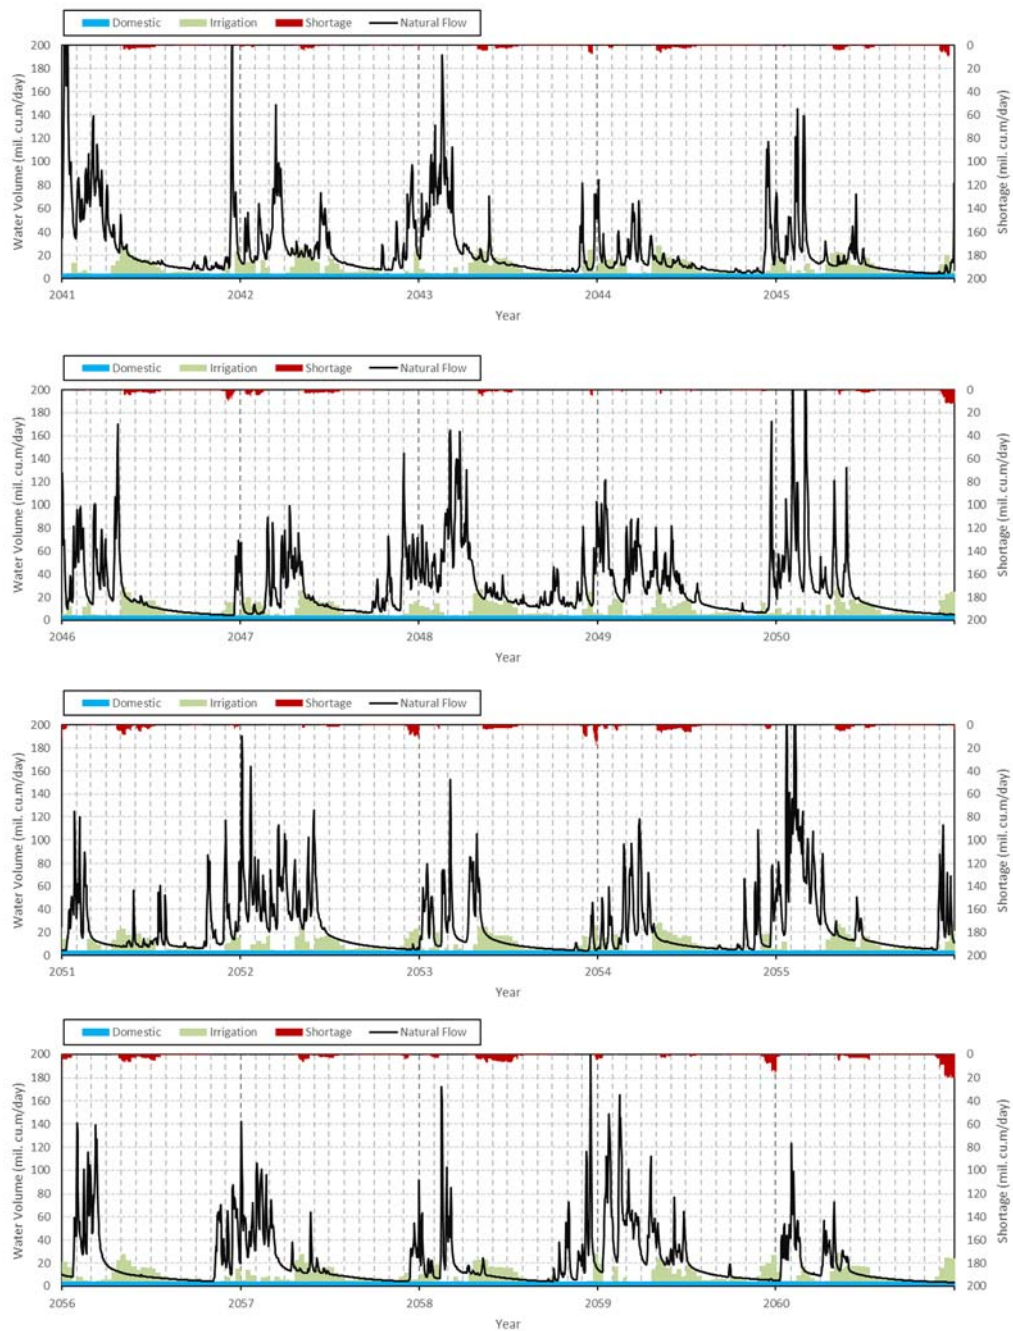 Domestic Irrigation Shortage Natural Flow
Water Volume (mil. cu.m/day)
200 180 160 140 120 100 80 60 40 20 0
0 20 40 60 80 100 120 140 160 180 200
Shortage (mil. cu.m/day)
2041 2042 2043 2044 2045
Year
Domestic Irrigation Shortage Natural Flow
Water Volume (mil. cu.m/day)
200 180 160 140 120 100 80 60 40 20 0
0 20 40 60 80 100 120 140 160 180 200
Shortage (mil. cu.m/day)
2046 2047 2048 2049 2050
Year
Domestic Irrigation Shortage Natural Flow
Water Volume (mil. cu.m/day)
200 180 160 140 120 100 80 60 40 20 0
0 20 40 60 80 100 120 140 160 180 200
Shortage (mil. cu.m/day)
2051 2052 2053 2054 2055
Year
Domestic Irrigation Shortage Natural Flow
Water Volume (mil. cu.m/day)
200 180 160 140 120 100 80 60 40 20 0
0 20 40 60 80 100 120 140 160 180 200
Shortage (mil. cu.m/day)
2056 2057 2058 2059 2060
Year